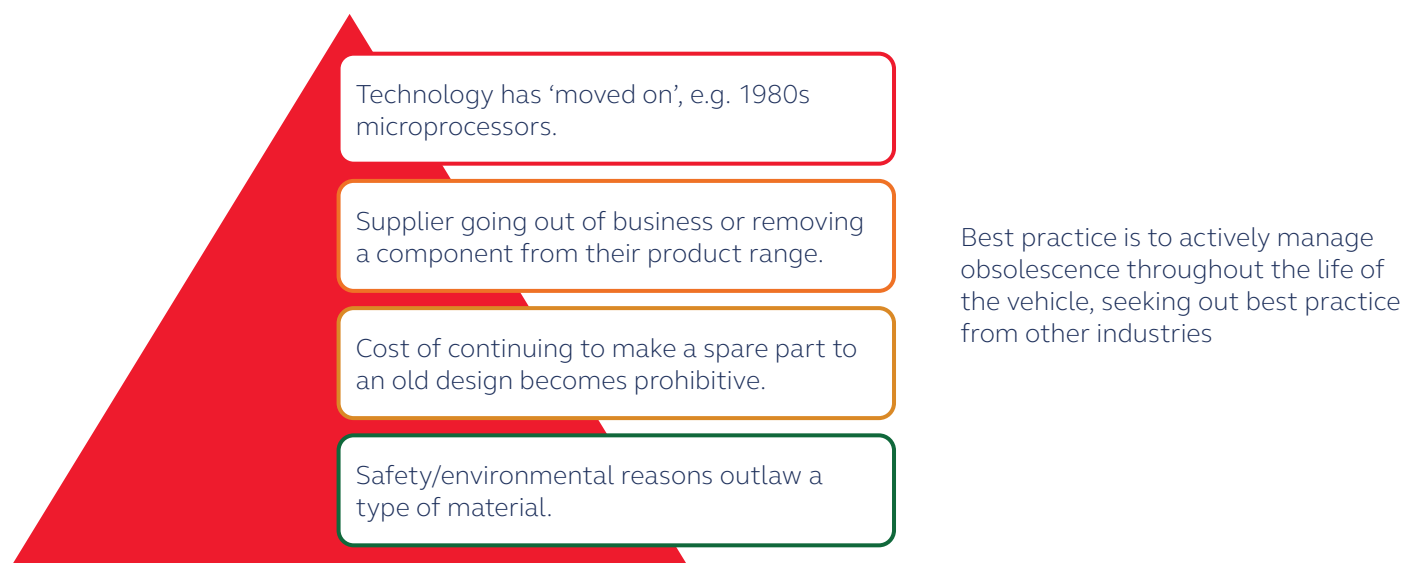 Technology has ‘moved on’, e.g. 1980s
microprocessors.
Supplier going out of business or removing
a component from their product range.
Cost of continuing to make a spare part to
an old design becomes prohibitive.
Safety/environmental reasons outlaw a
type of material.
Best practice is to actively manage
obsolescence throughout the life of
the vehicle, seeking out best practice
from other industries